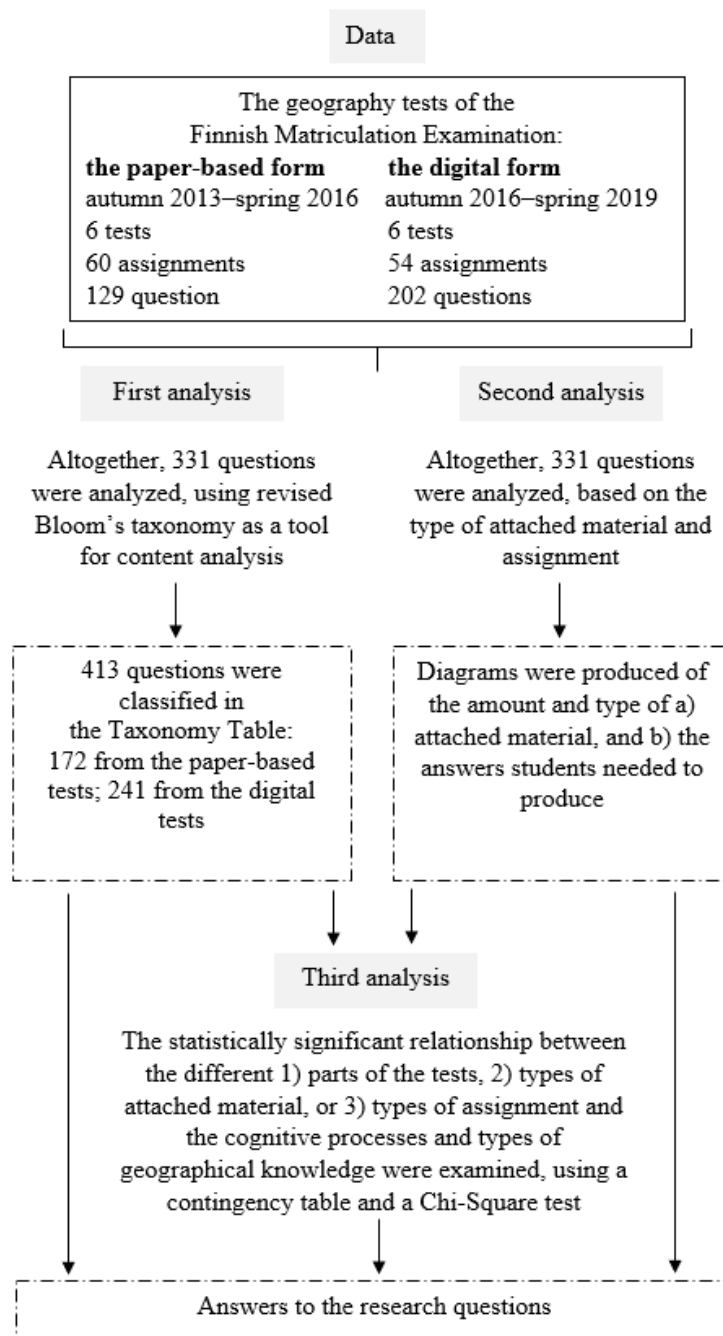 Data
The geography tests of the
Finnish Matriculation Examination:
the paper-based form the digital form
autumn 2013–spring 2016 autumn 2016–spring 2019
6 tests 6 tests
60 assignments 54 assignments
129 question 202 questions
First analysis
Altogether, 331 questions
were analyzed, using revised
Bloom’s taxonomy as a tool
for content analysis
Second analysis
Altogether, 331 questions
were analyzed, based on the
type of attached material and
assignment
413 questions were
classified in
the Taxonomy Table:
172 from the paper-based
tests; 241 from the digital
tests
Diagrams were produced of
the amount and type of a)
attached material, and b) the
answers students needed to
produce
Third analysis
The statistically significant relationship between
the different 1) parts of the tests, 2) types of
attached material, or 3) types of assignment and
the cognitive processes and types of
geographical knowledge were examined, using a
contingency table and a Chi-Square test
Answers to the research questions